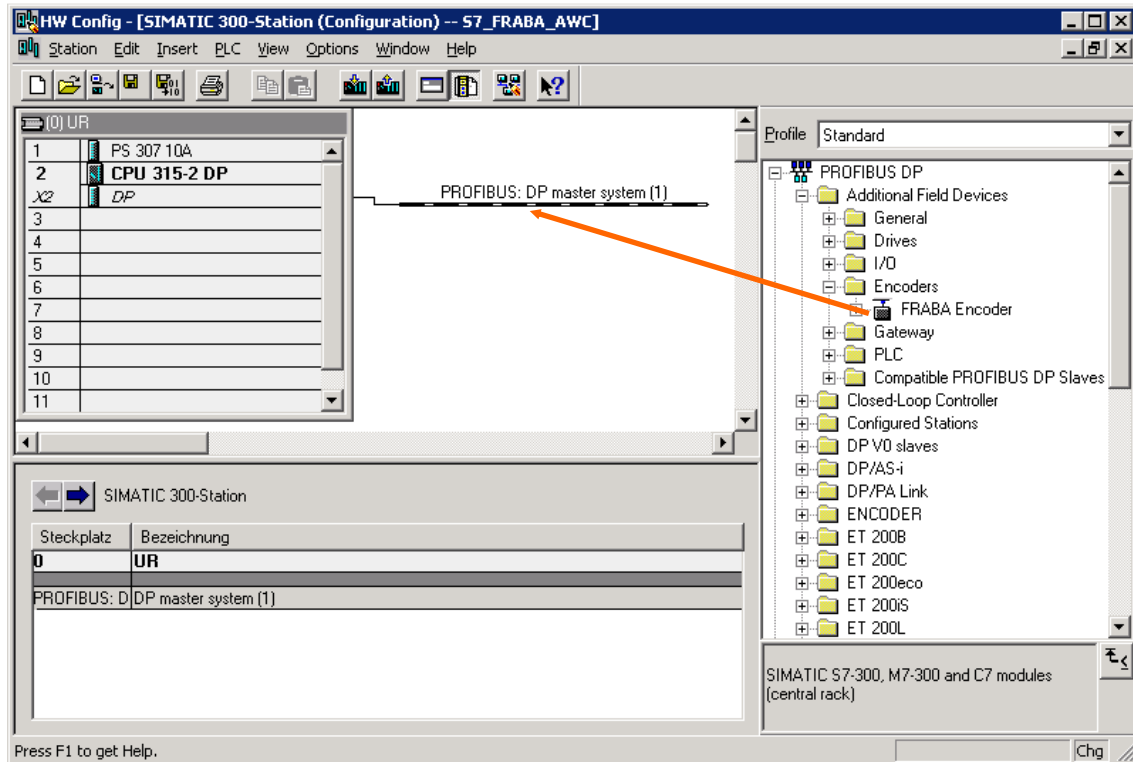 HW Config - [SIMATIC 300-Station (Configuration) -- S7_FRABA_AWC]
Station Edit Insert PLC View Options Window Help
(0) UR
1 PS 307 10A
2 CPU 315-2 DP
X2 DP
3
4
5
6
7
8
9
10
11
PROFIBUS: DP master system (1)
Profile Standard
PROFIBUS DP
Additional Field Devices
General
Drives
I/O
Encoders
FRABA Encoder
Gateway
PLC
Compatible PROFIBUS DP Slaves
Closed-Loop Controller
Configured Stations
DP V0 slaves
DP/AS-i
DP/PA Link
ENCODER
ET 200B
ET 200C
ET 200eco
ET 200iS
ET 200L
SIMATIC 300-Station
Steckplatz Bezeichnung
0 UR
PROFIBUS: D DP master system (1)
SIMATIC S7-300, M7-300 and C7 modules
(central rack)
Press F1 to get Help.
Chg